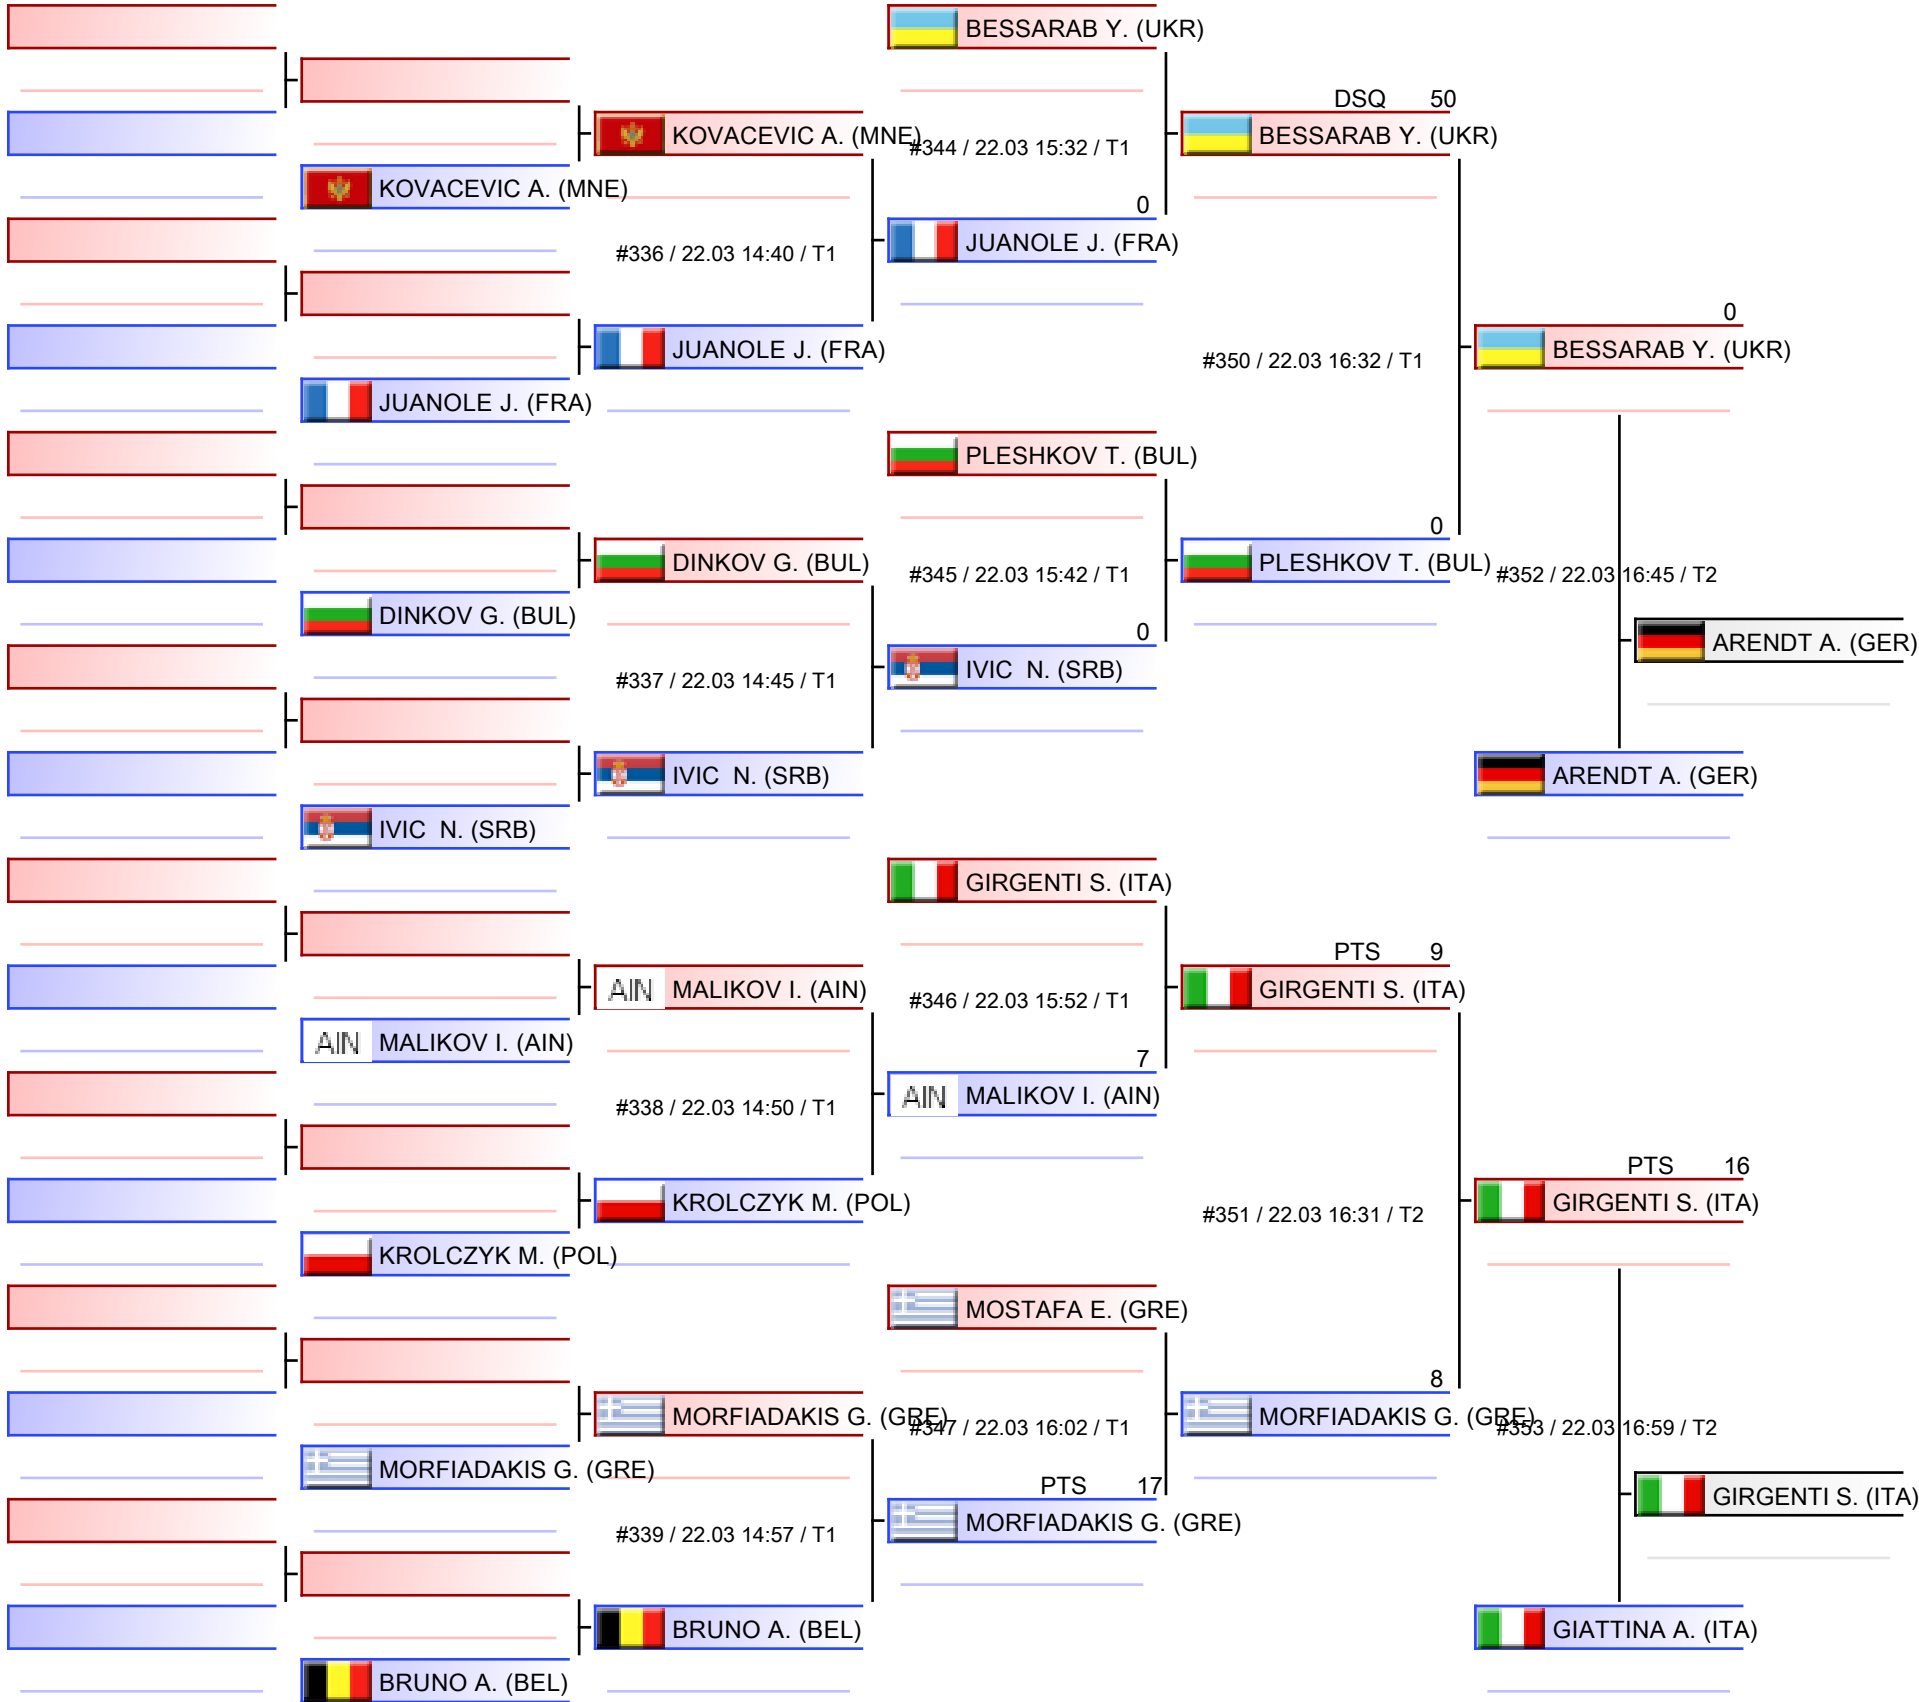 BESSARAB Y. (UKR)
DSQ 50
KOVACEVIC A. (MNE)
#344 / 22.03 15:32 / T1
BESSARAB Y. (UKR)
KOVACEVIC A. (MNE)
0
#336 / 22.03 14:40 / T1
JUANOLE J. (FRA)
0
JUANOLE J. (FRA)
#350 / 22.03 16:32 / T1
BESSARAB Y. (UKR)
JUANOLE J. (FRA)
PLESHKOV T. (BUL)
0
DINKOV G. (BUL)
#345 / 22.03 15:42 / T1
PLESHKOV T. (BUL)
#352 / 22.03 16:45 / T2
DINKOV G. (BUL)
0
ARENDT A. (GER)
#337 / 22.03 14:45 / T1
IVIC N. (SRB)
IVIC N. (SRB)
ARENDT A. (GER)
IVIC N. (SRB)
GIRGENTI S. (ITA)
PTS 9
AIN MALIKOV I. (AIN)
#346 / 22.03 15:52 / T1
GIRGENTI S. (ITA)
AIN MALIKOV I. (AIN)
7
#338 / 22.03 14:50 / T1
AIN MALIKOV I. (AIN)
PTS 16
KROLCZYK M. (POL)
#351 / 22.03 16:31 / T2
GIRGENTI S. (ITA)
KROLCZYK M. (POL)
MOSTAFA E. (GRE)
8
MORFIADAKIS G. (GRE)
#347 / 22.03 16:02 / T1
MORFIADAKIS G. (GRE)
#353 / 22.03 16:59 / T2
MORFIADAKIS G. (GRE)
PTS 17
GIRGENTI S. (ITA)
#339 / 22.03 14:57 / T1
MORFIADAKIS G. (GRE)
BRUNO A. (BEL)
GIATTINA A. (ITA)
BRUNO A. (BEL)